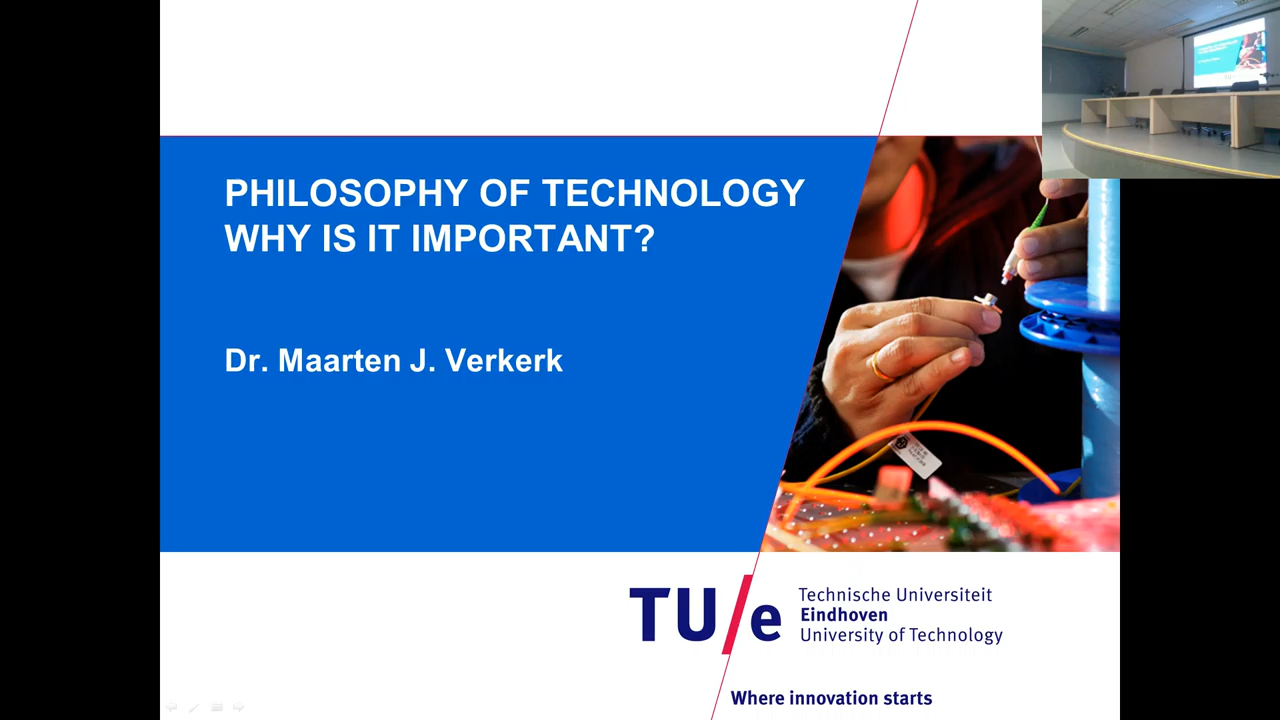 PHILOSOPHY OF TECHNOLOGY
WHY IS IT IMPORTANT?
Dr. Maarten J. Verkerk
TU/e
Technische Universiteit
Eindhoven
University of Technology
Where innovation starts